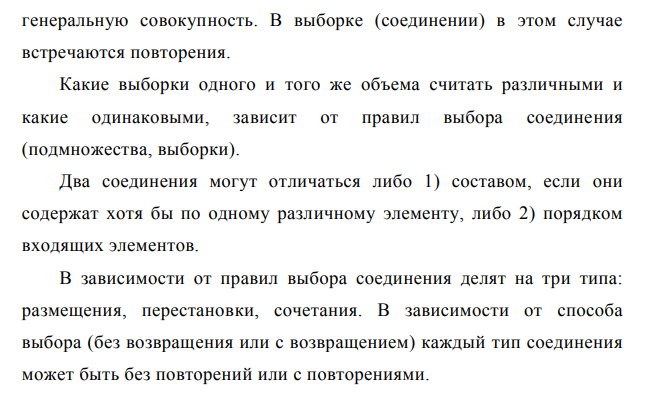 генеральную совокупность. В выборке (соединении) в этом случае
встречаются повторения.
Какие выборки одного и того же объема считать различными и
какие одинаковыми, зависит от правил выбора соединения
(подмножества, выборки).
Два соединения могут отличаться либо 1) составом, если они
содержат хотя бы по одному различному элементу, либо 2) порядком
входящих элементов.
В зависимости от правил выбора соединения делят на три типа:
размещения, перестановки, сочетания. В зависимости от способа
выбора (без возвращения или с возвращением) каждый тип соединения
может быть без повторений или с повторениями.